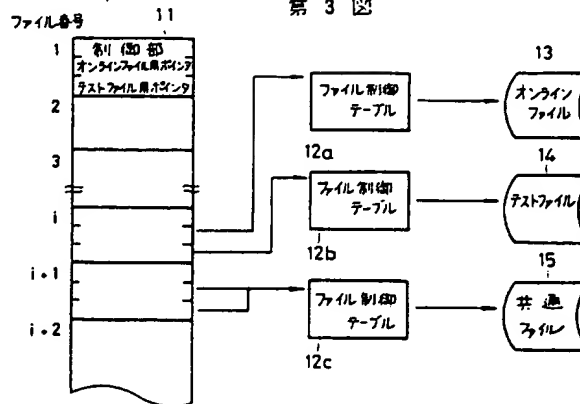 第 3 図
ファイル番号
11
1
制御部
オンラインファイル用ポインタ
テストファイル用ポインタ
2
3
i
i+1
i+2
ファイル制御
テーブル
12a
ファイル制御
テーブル
12b
ファイル制御
テーブル
12c
13
オンライン
ファイル
14
テストファイル
15
共通
ファイル